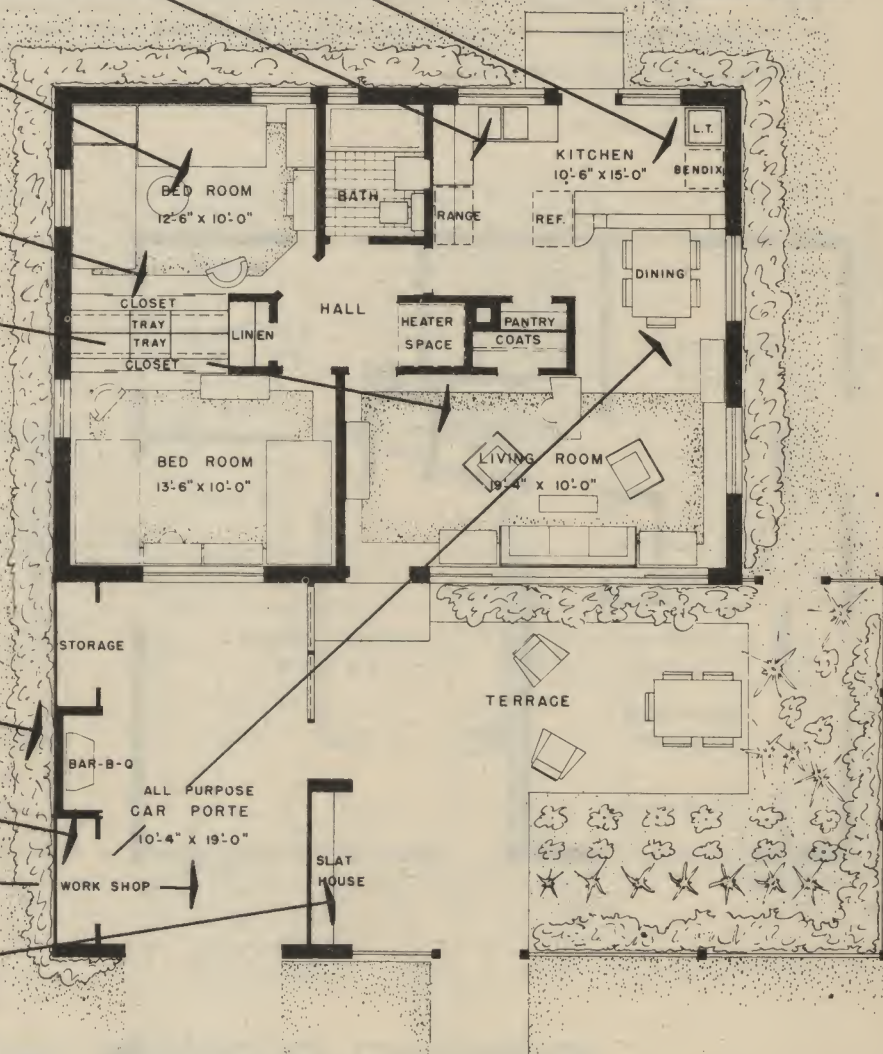 BED ROOM
12'-6" X 10'-0"
BATH
KITCHEN
10'-6" X 15'-0"
L.T.
BENDIX
RANGE
REF.
DINING
HALL
CLOSET
TRAY
TRAY
CLOSET
LINEN
HEATER
SPACE
PANTRY
COATS
BED ROOM
13'-6" X 10'-0"
LIVING ROOM
19'-4" X 10'-0"
STORAGE
TERRACE
BAR-B-Q
ALL PURPOSE
CAR PORTE
10'-4" X 19'-0"
WORK SHOP
SLAT
HOUSE